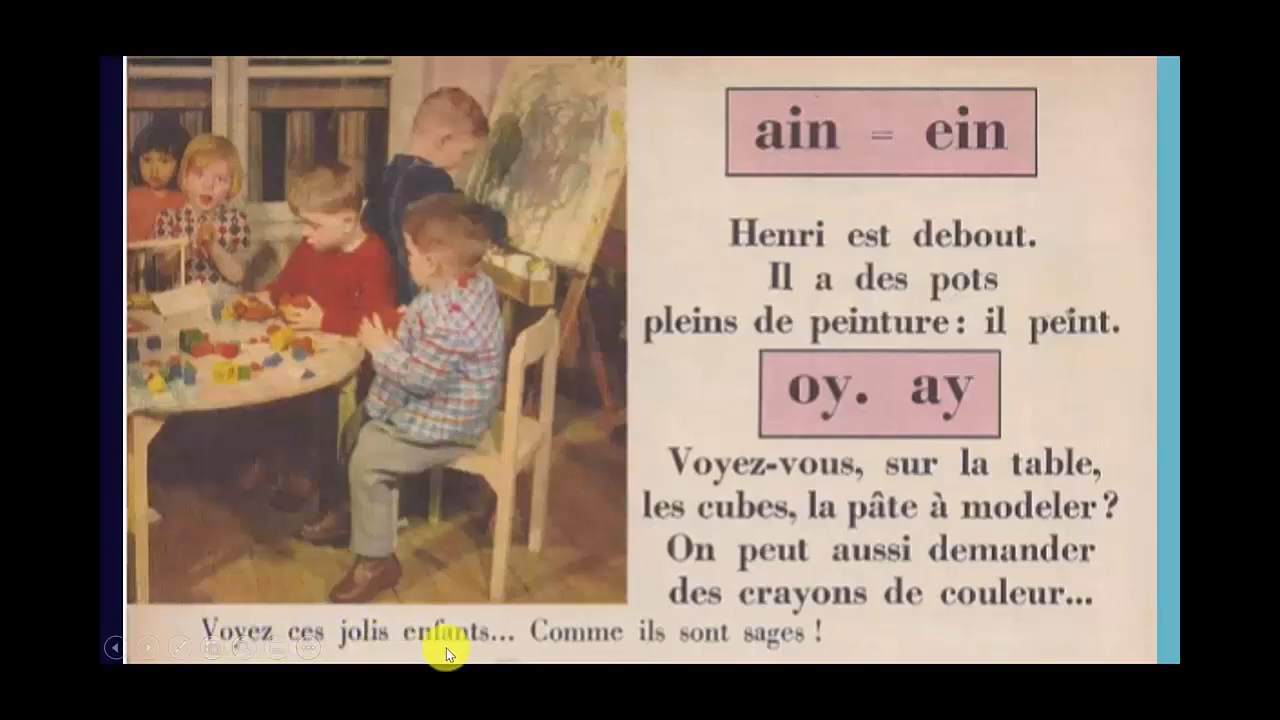 ain = ein
Henri est debout.
Il a des pots
pleins de peinture : il peint.
oy. ay
Voyez-vous, sur la table,
les cubes, la pâte à modeler ?
On peut aussi demander
des crayons de couleur...
Voyez ces jolis enfants... Comme ils sont sages !